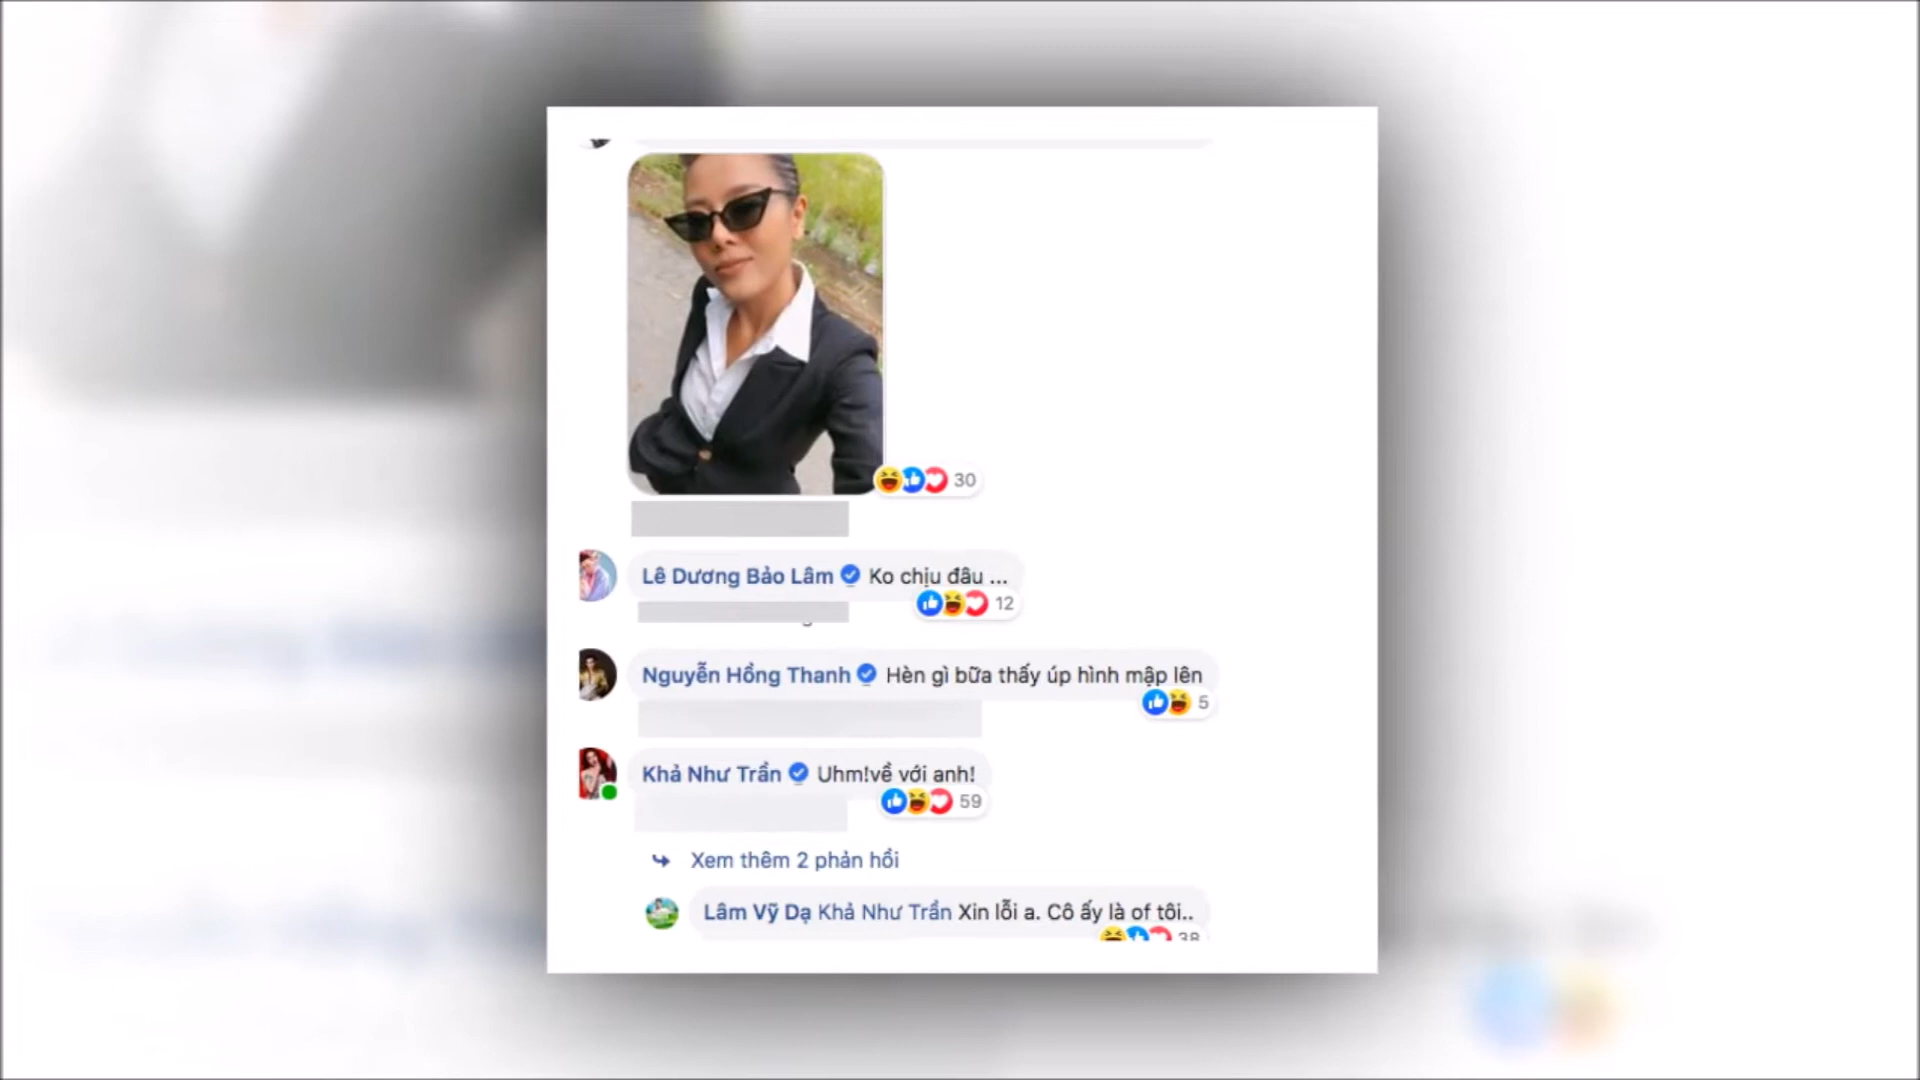 30
Lê Dương Bảo Lâm Ko chịu đâu ...
12
Nguyễn Hồng Thanh Hèn gì bữa thấy úp hình mập lên
5
Khả Như Trần Uhm!về với anh!
59
Xem thêm 2 phản hồi
Lâm Vỹ Dạ Khả Như Trần Xin lỗi a. Cô ấy là of tôi..
38